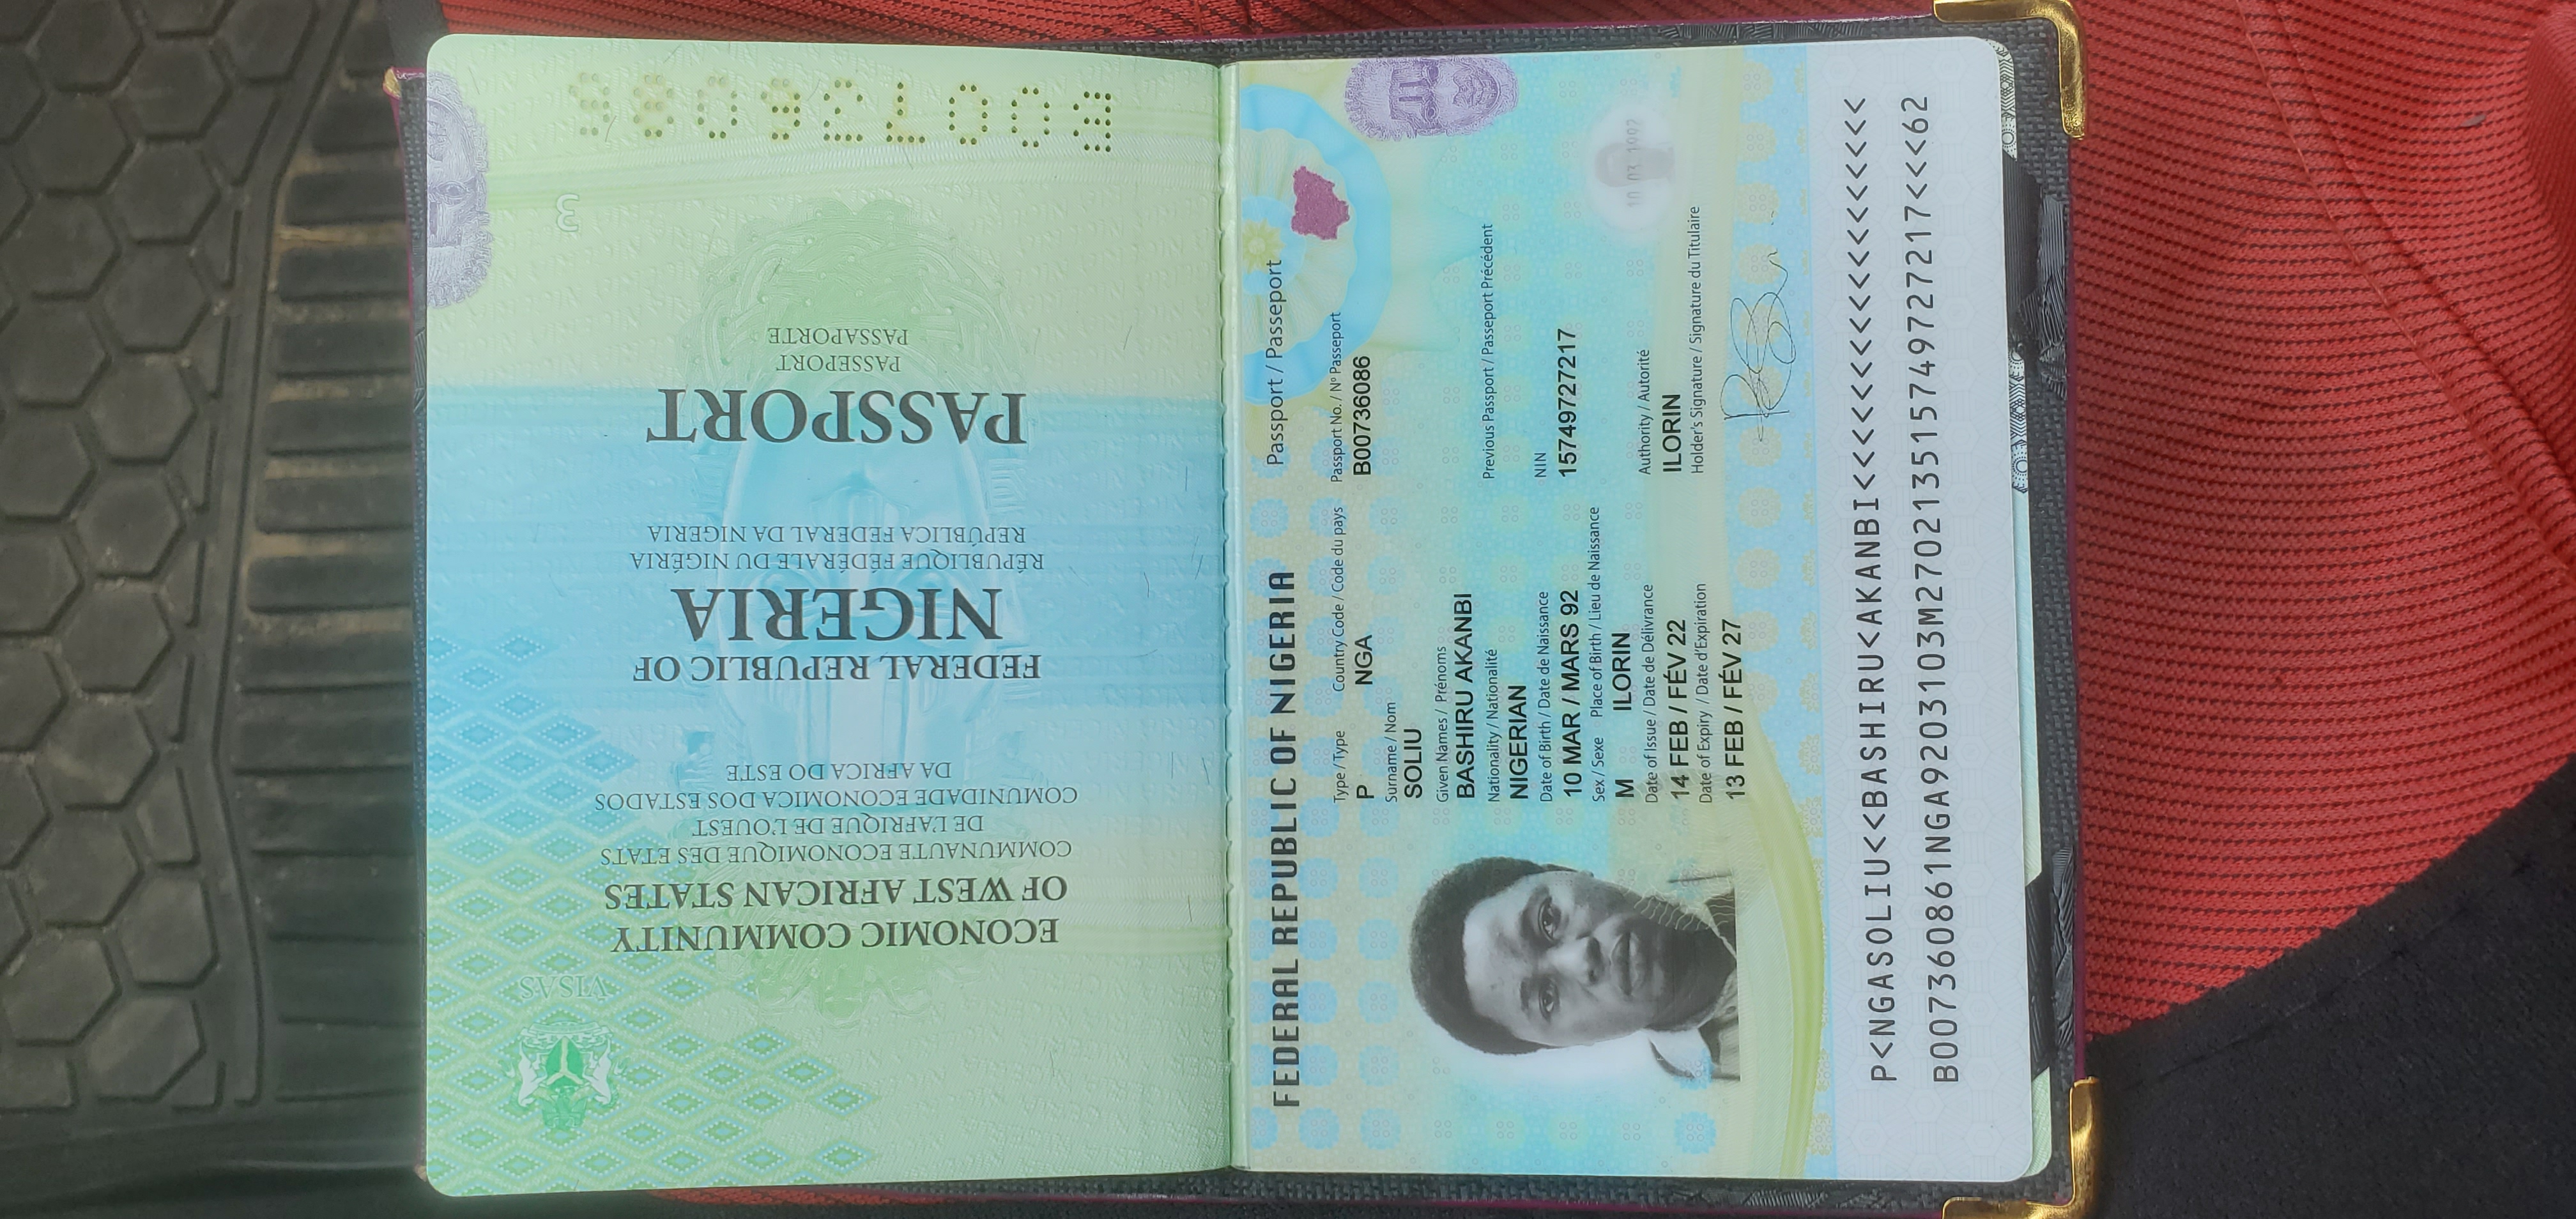 VISAS
ECONOMIC COMMUNITY
OF WEST AFRICAN STATES
COMMUNAUTE ECONOMIQUE DES ETATS
DE L'AFRIQUE DE L'OUEST
COMUNIDADE ECONOMICA DOS ESTADOS
DA AFRICA DO ESTE
FEDERAL REPUBLIC OF
NIGERIA
RÉPUBLIQUE FÉDÉRALE DU NIGÉRIA
REPÚBLICA FEDERAL DA NIGERIA
PASSPORT
PASSEPORT
PASSAPORTE
3
FEDERAL REPUBLIC OF NIGERIA
Passport / Passeport
Type / Type Country Code / Code du pays Passport No. / Nº Passeport
P NGA B00736086
Surname / Nom
SOLIU
Given Names / Prénoms
BASHIRU AKANBI
Nationality / Nationalité Previous Passport / Passeport Précédent
NIGERIAN
Date of Birth / Date de Naissance NIN
10 MAR / MARS 92 15749727217
Sex / Sexe Place of Birth / Lieu de Naissance
M ILORIN
10 03 1992
Date of Issue / Date de Délivrance Authority / Autorité
14 FEB / FÉV 22 ILORIN
Date of Expiry / Date d'Expiration Holder's Signature / Signature du Titulaire
13 FEB / FÉV 27
P<NGASOLIU<<BASHIRU<AKANBI<<<<<<<<<<<<<<<<<<
B007360861NGA9203103M270213515749727217<<<62